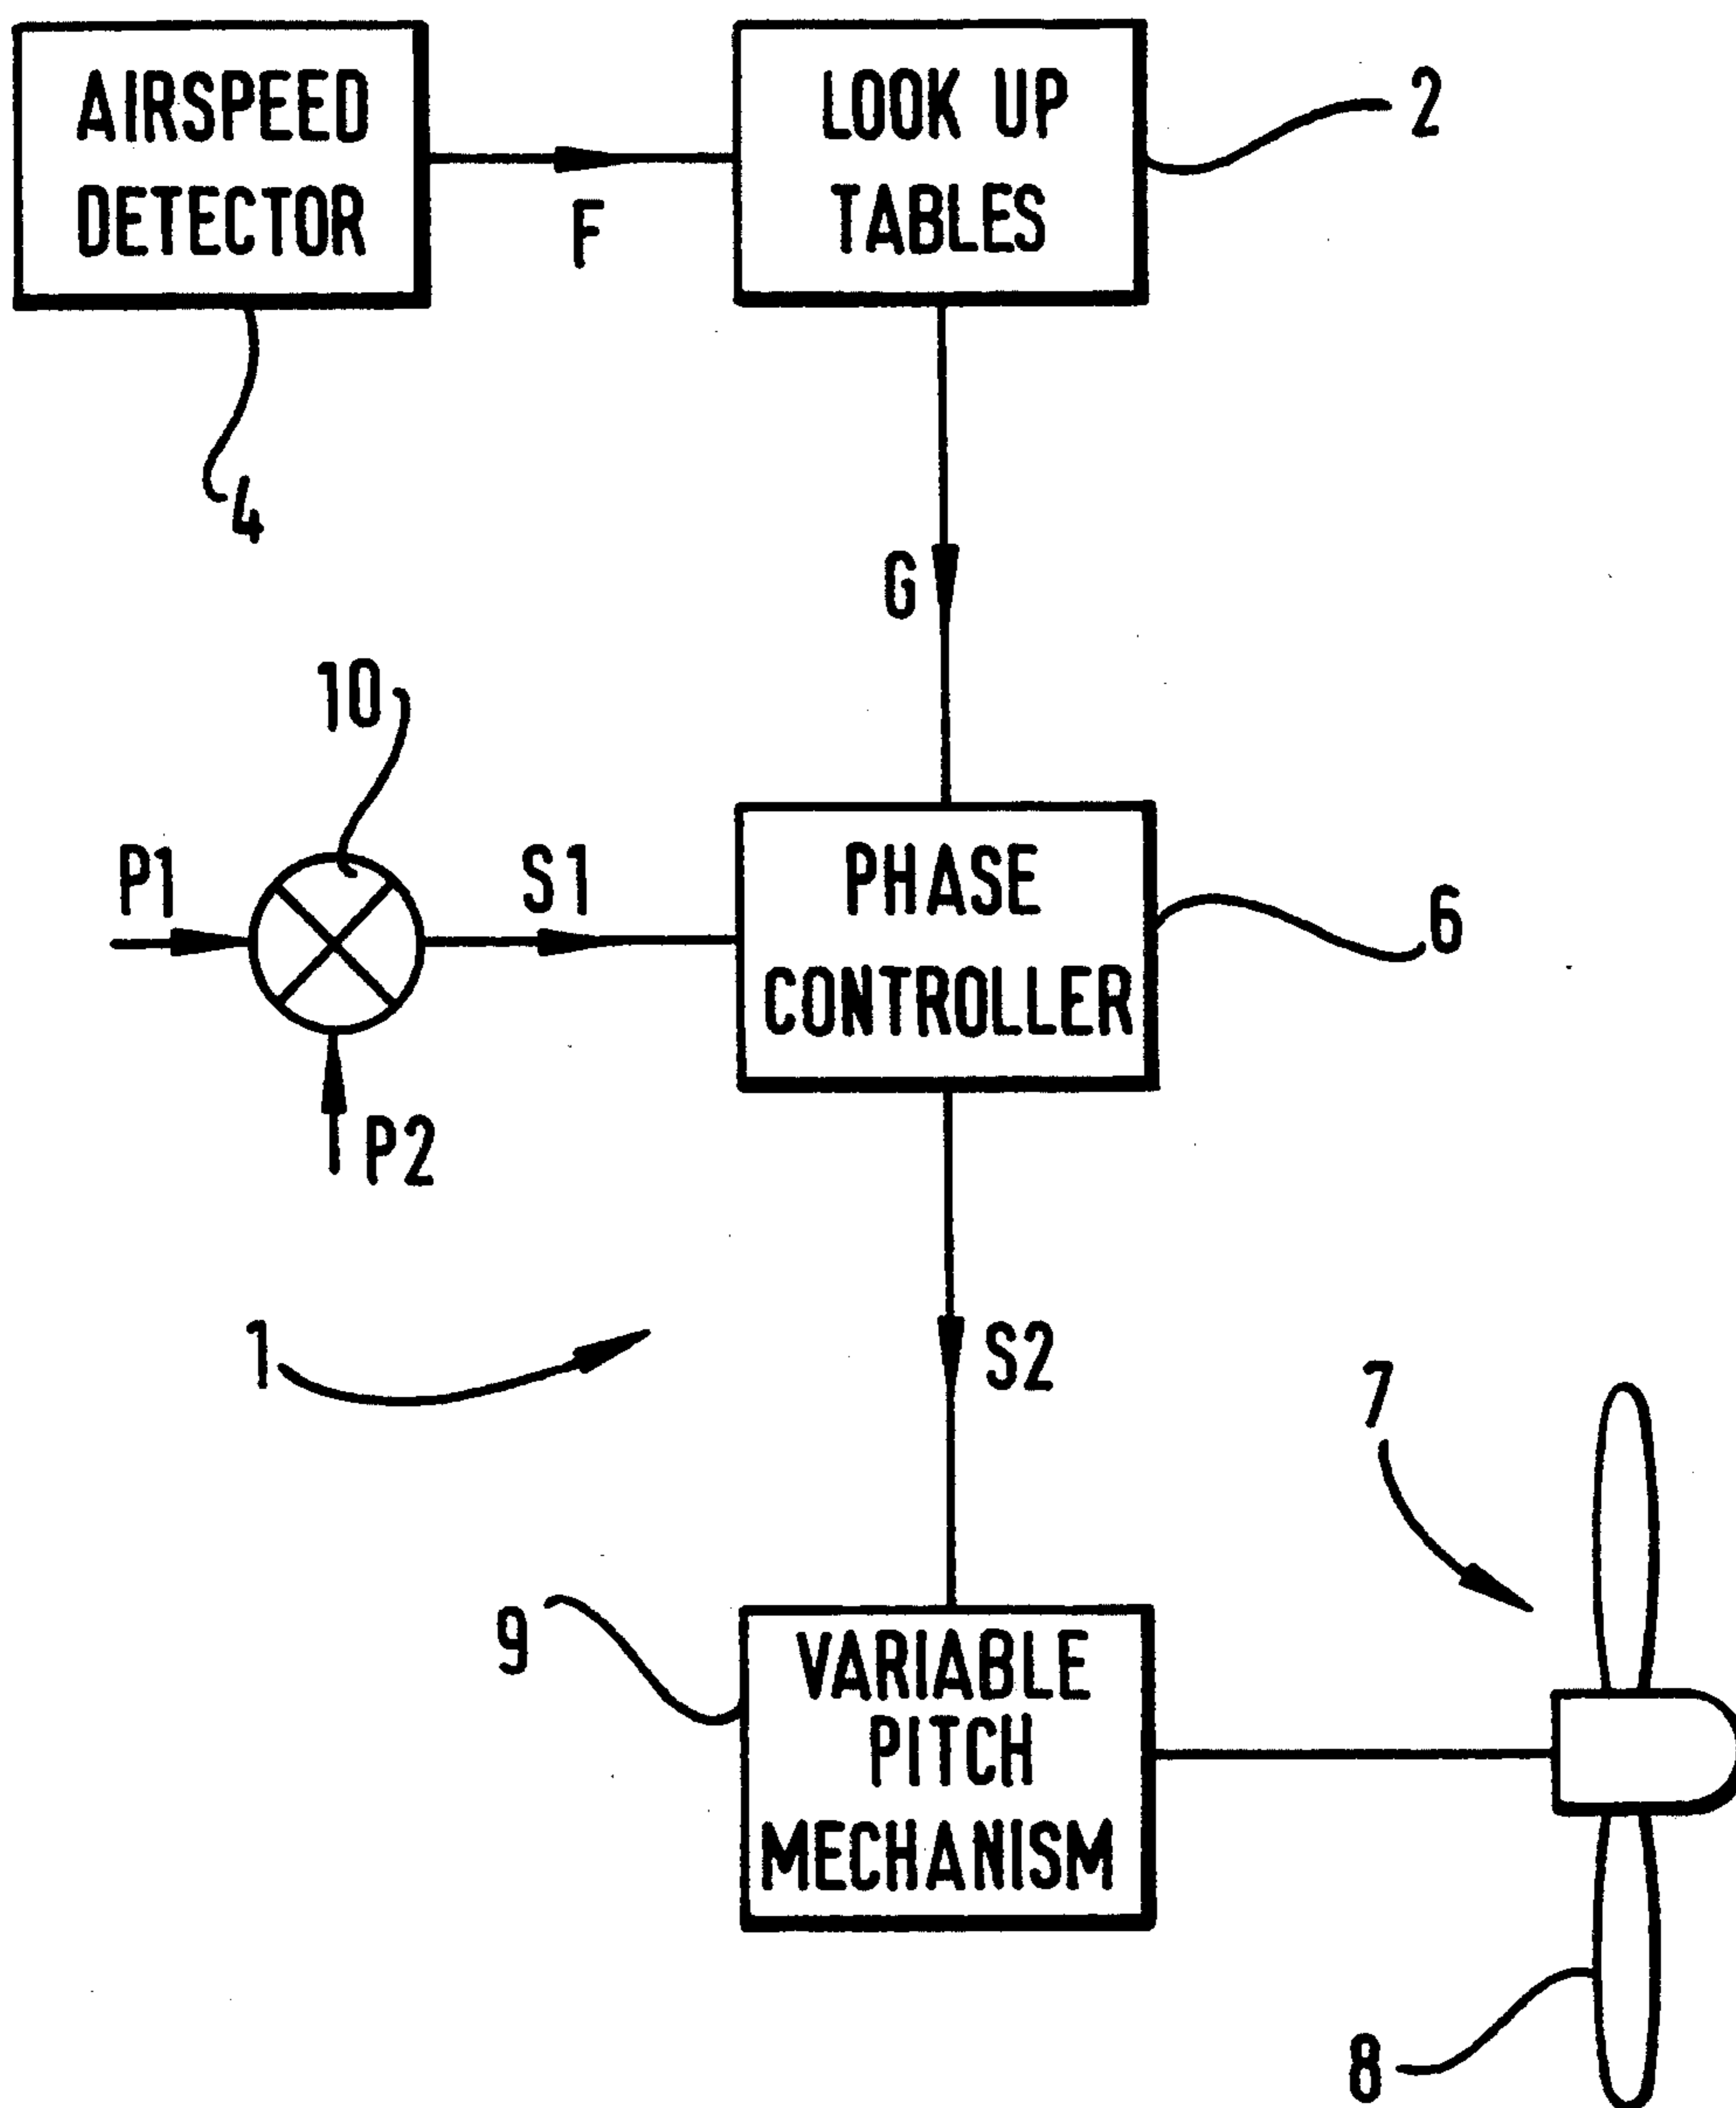 AIRSPEED
DETECTOR
F
LOOK UP
TABLES
2
4
G
10
P1
S1
PHASE
CONTROLLER
6
P2
1
S2
7
9
VARIABLE
PITCH
MECHANISM
8